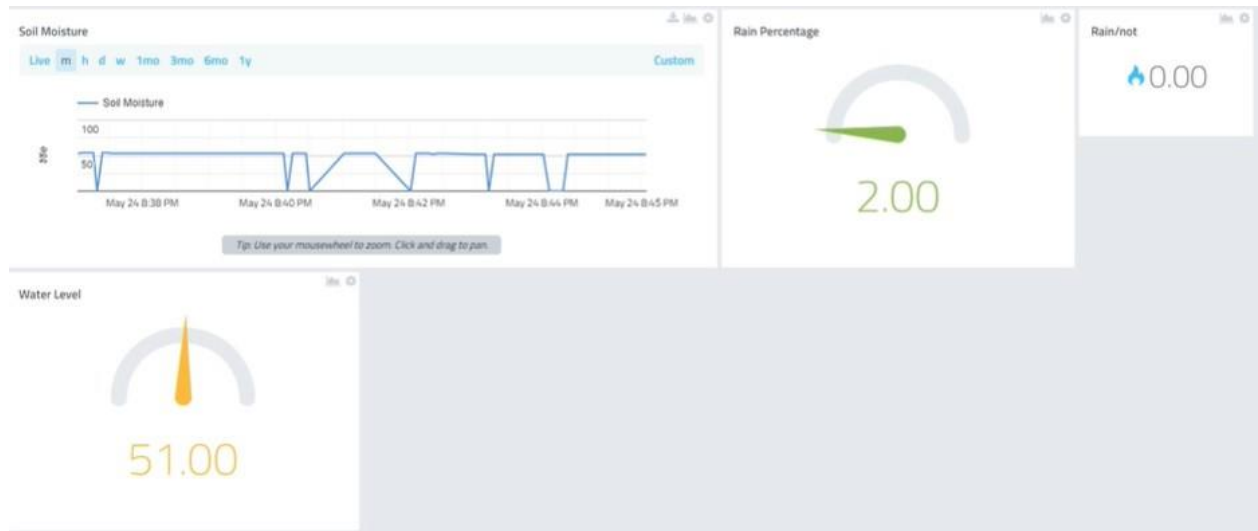 Soil Moisture
Live m h d w 1mo 3mo 6mo 1y Custom
Soil Moisture
100
50
May 24 8:38 PM May 24 8:40 PM May 24 8:42 PM May 24 8:44 PM May 24 8:45 PM
Tip: Use your mousewheel to zoom. Click and drag to pan.
Rain Percentage
2.00
Rain/not
0.00
Water Level
51.00